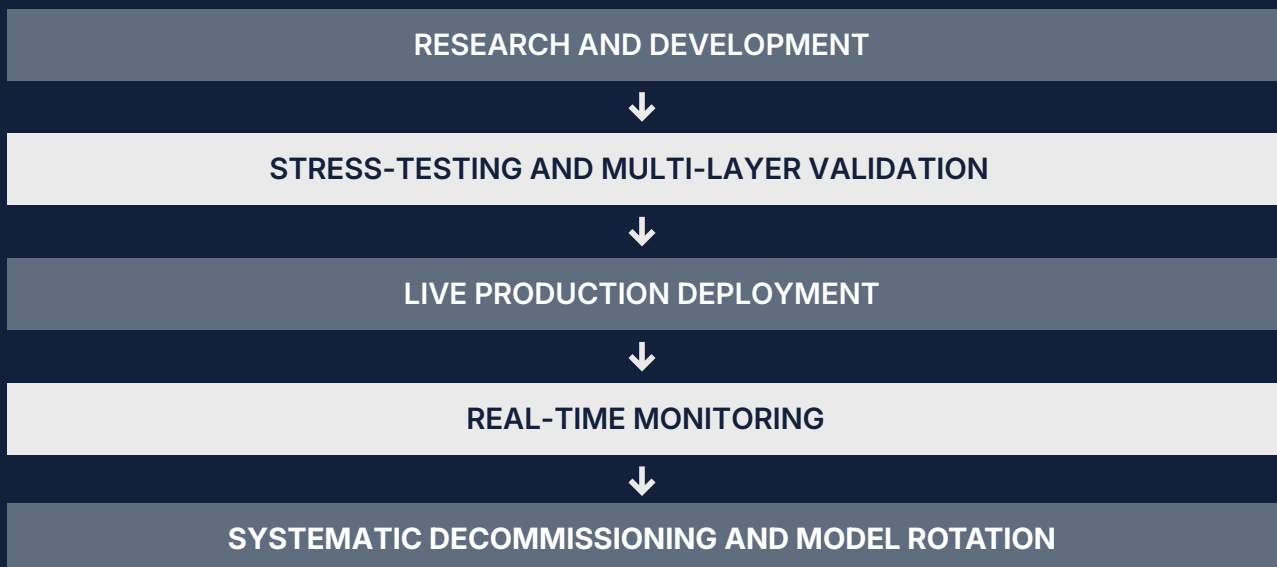 RESEARCH AND DEVELOPMENT
STRESS-TESTING AND MULTI-LAYER VALIDATION
LIVE PRODUCTION DEPLOYMENT
REAL-TIME MONITORING
SYSTEMATIC DECOMMISSIONING AND MODEL ROTATION